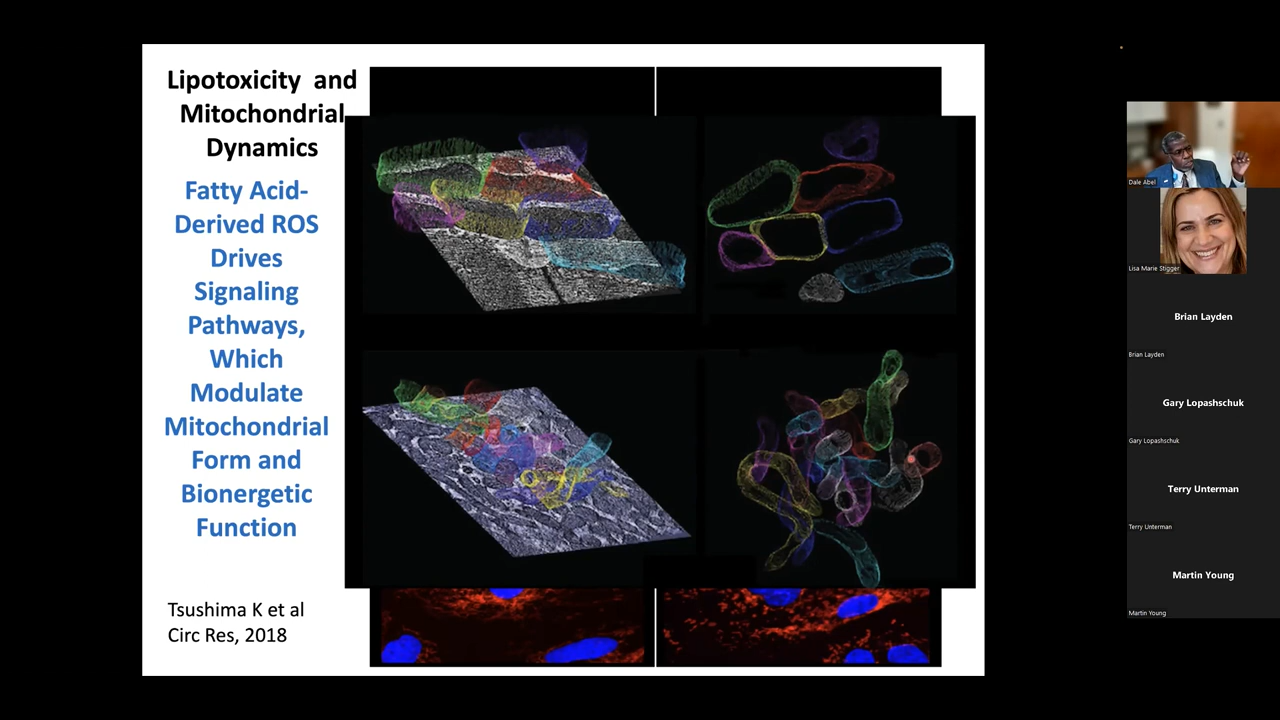 Lipotoxicity and
Mitochondrial
Dynamics
Fatty Acid-
Derived ROS
Drives
Signaling
Pathways,
Which
Modulate
Mitochondrial
Form and
Bionergetic
Function
Tsushima K et al
Circ Res, 2018
Dale Abel
Lisa Marie Stigger
Brian Layden
Brian Layden
Gary Lopashschuk
Gary Lopashschuk
Terry Unterman
Terry Unterman
Martin Young
Martin Young